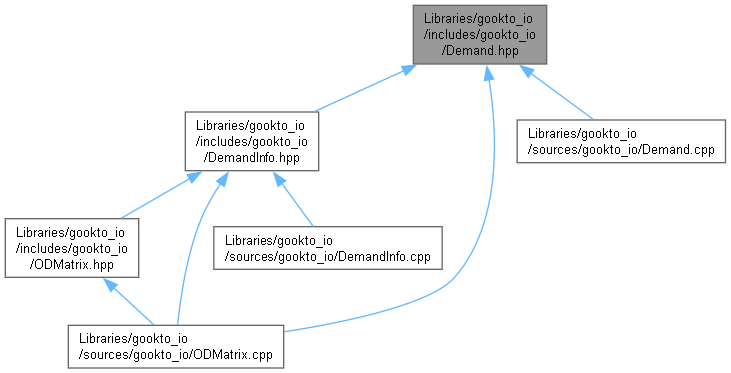 Libraries/gookto_io
/includes/gookto_io
/Demand.hpp
Libraries/gookto_io
/includes/gookto_io
/DemandInfo.hpp
Libraries/gookto_io
/sources/gookto_io/Demand.cpp
Libraries/gookto_io
/includes/gookto_io
/ODMatrix.hpp
Libraries/gookto_io
/sources/gookto_io/DemandInfo.cpp
Libraries/gookto_io
/sources/gookto_io/ODMatrix.cpp